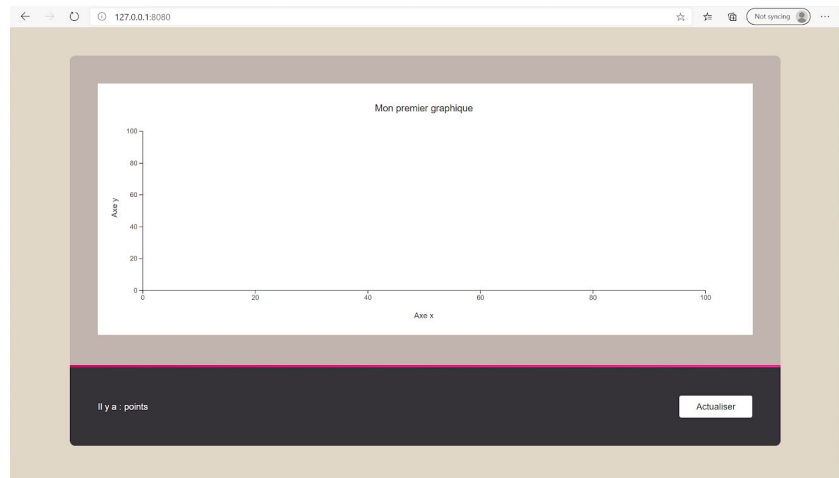 127.0.0.1:8080
Not syncing
Mon premier graphique
100
80
60
40
20
0
Axe y
0 20 40 60 80 100
Axe x
Il y a : points
Actualiser